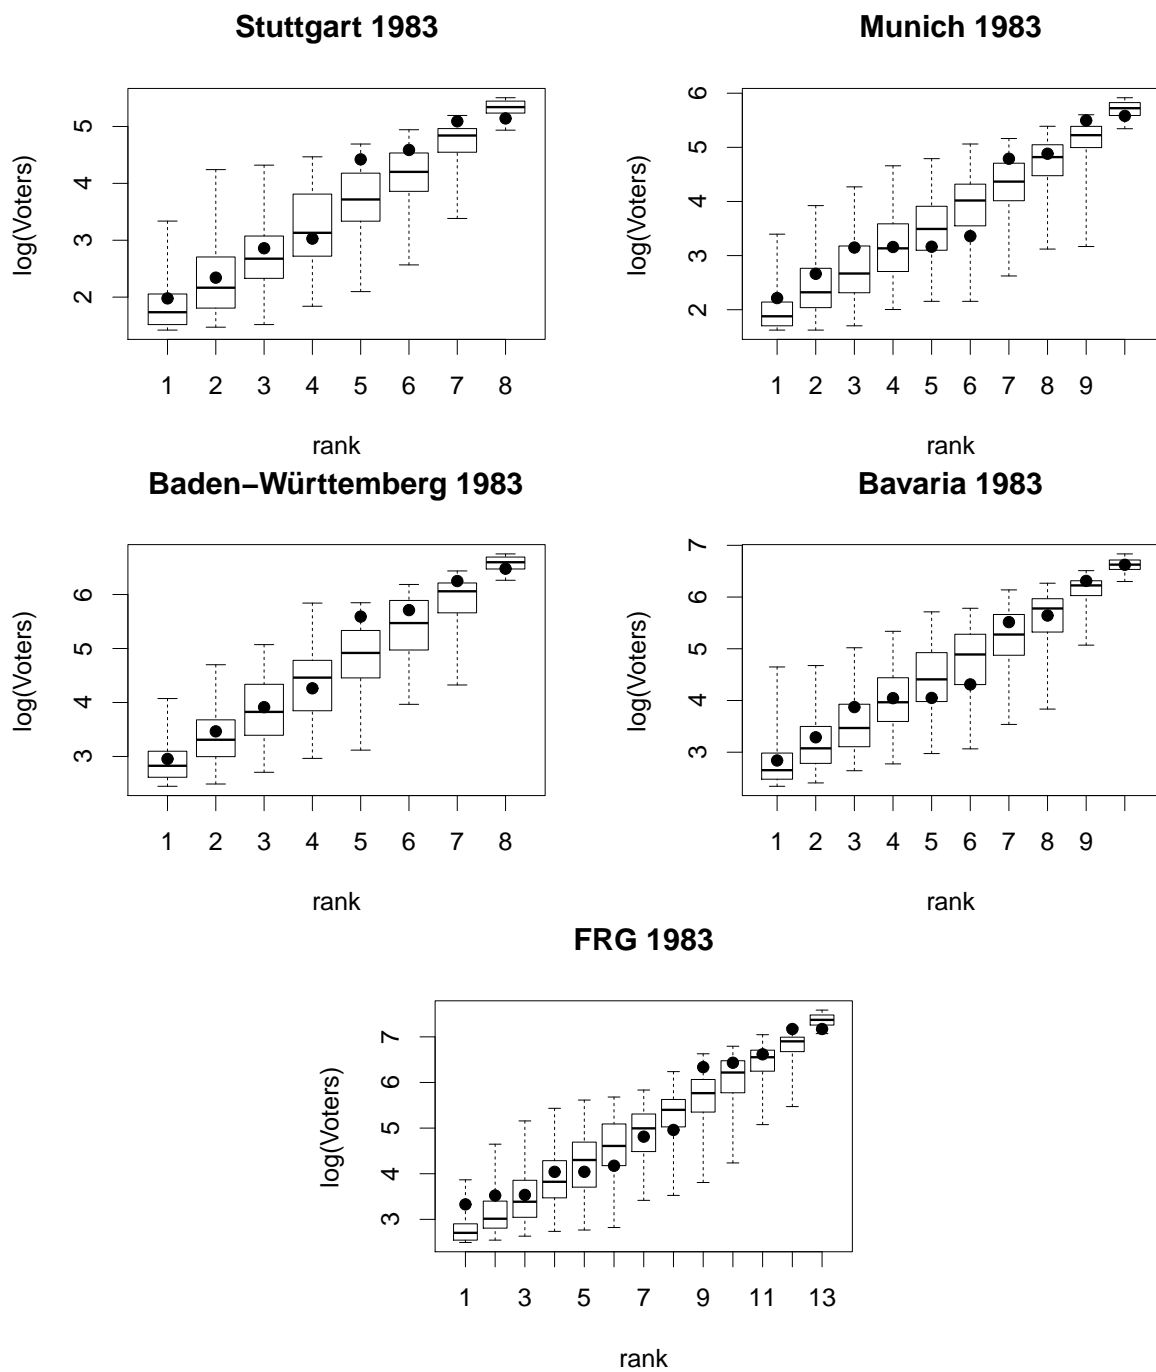 Stuttgart 1983
log(Voters)
5
4
3
2
1 2 3 4 5 6 7 8
rank
Munich 1983
log(Voters)
6
5
4
3
2
1 2 3 4 5 6 7 8 9
rank
Baden−Württemberg 1983
log(Voters)
6
5
4
3
1 2 3 4 5 6 7 8
rank
Bavaria 1983
log(Voters)
7
6
5
4
3
1 2 3 4 5 6 7 8 9
rank
FRG 1983
log(Voters)
7
6
5
4
3
1 3 5 7 9 11 13
rank